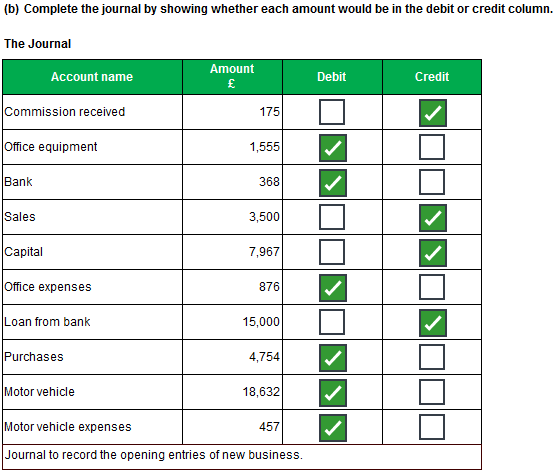 (b) Complete the journal by showing whether each amount would be in the debit or credit column.
The Journal
Account name Amount £ Debit Credit
Commission received 175
Office equipment 1,555
Bank 368
Sales 3,500
Capital 7,967
Office expenses 876
Loan from bank 15,000
Purchases 4,754
Motor vehicle 18,632
Motor vehicle expenses 457
Journal to record the opening entries of new business.